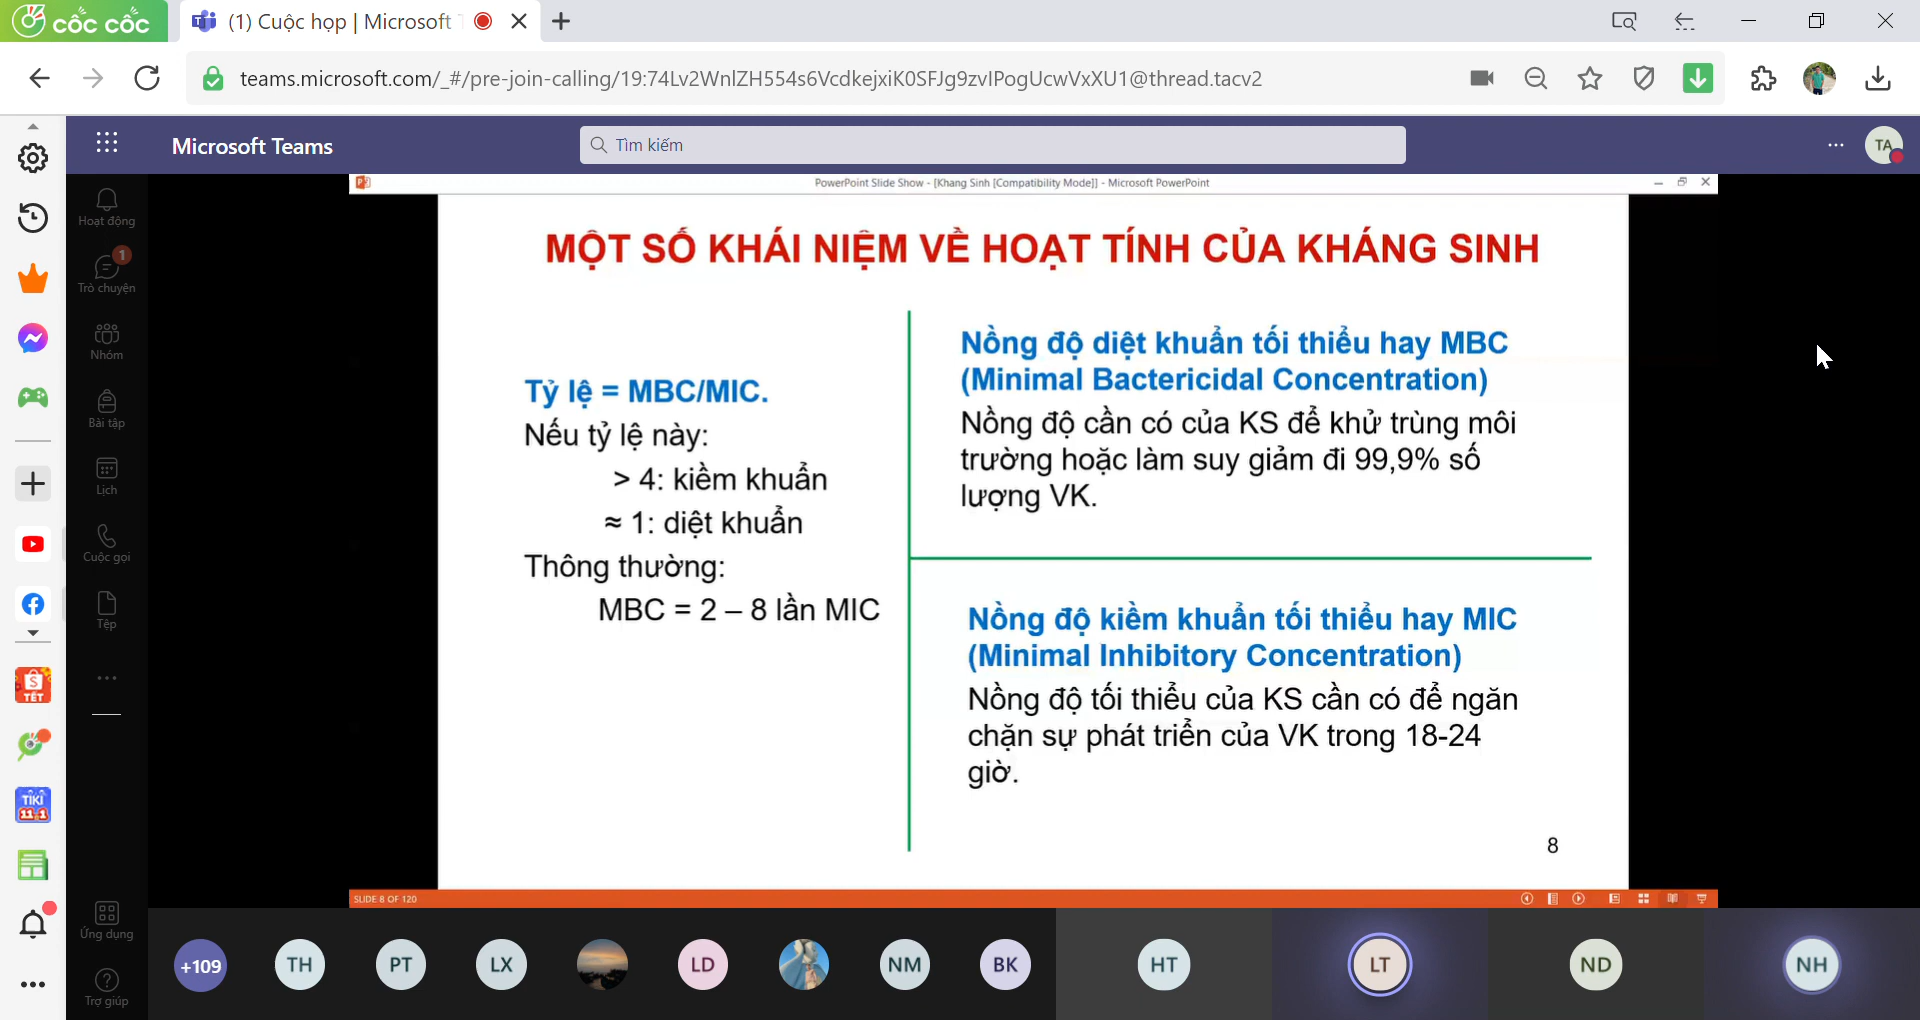 cốc cốc
(1) Cuộc họp | Microsoft T
teams.microsoft.com/_#/pre-join-calling/19:74Lv2WnlZH554s6VcdkejxiK0SFJg9zvIPogUcwVxXU1@thread.tacv2
Microsoft Teams
Tìm kiếm
TA
PowerPoint Slide Show - [Khang Sinh [Compatibility Mode]] - Microsoft PowerPoint
Hoạt động
1
Trò chuyện
Nhóm
Bài tập
Lịch
Cuộc gọi
Tệp
Ứng dụng
Trợ giúp
TẾT
TIKI
11.1
MỘT SỐ KHÁI NIỆM VỀ HOẠT TÍNH CỦA KHÁNG SINH
Tỷ lệ = MBC/MIC.
Nếu tỷ lệ này:
> 4: kiềm khuẩn
≈ 1: diệt khuẩn
Thông thường:
MBC = 2 – 8 lần MIC
Nồng độ diệt khuẩn tối thiểu hay MBC
(Minimal Bactericidal Concentration)
Nồng độ cần có của KS để khử trùng môi
trường hoặc làm suy giảm đi 99,9% số
lượng VK.
Nồng độ kiềm khuẩn tối thiểu hay MIC
(Minimal Inhibitory Concentration)
Nồng độ tối thiểu của KS cần có để ngăn
chặn sự phát triển của VK trong 18-24
giờ.
8
SLIDE 8 OF 120
+109
TH
PT
LX
LD
NM
BK
HT
LT
ND
NH